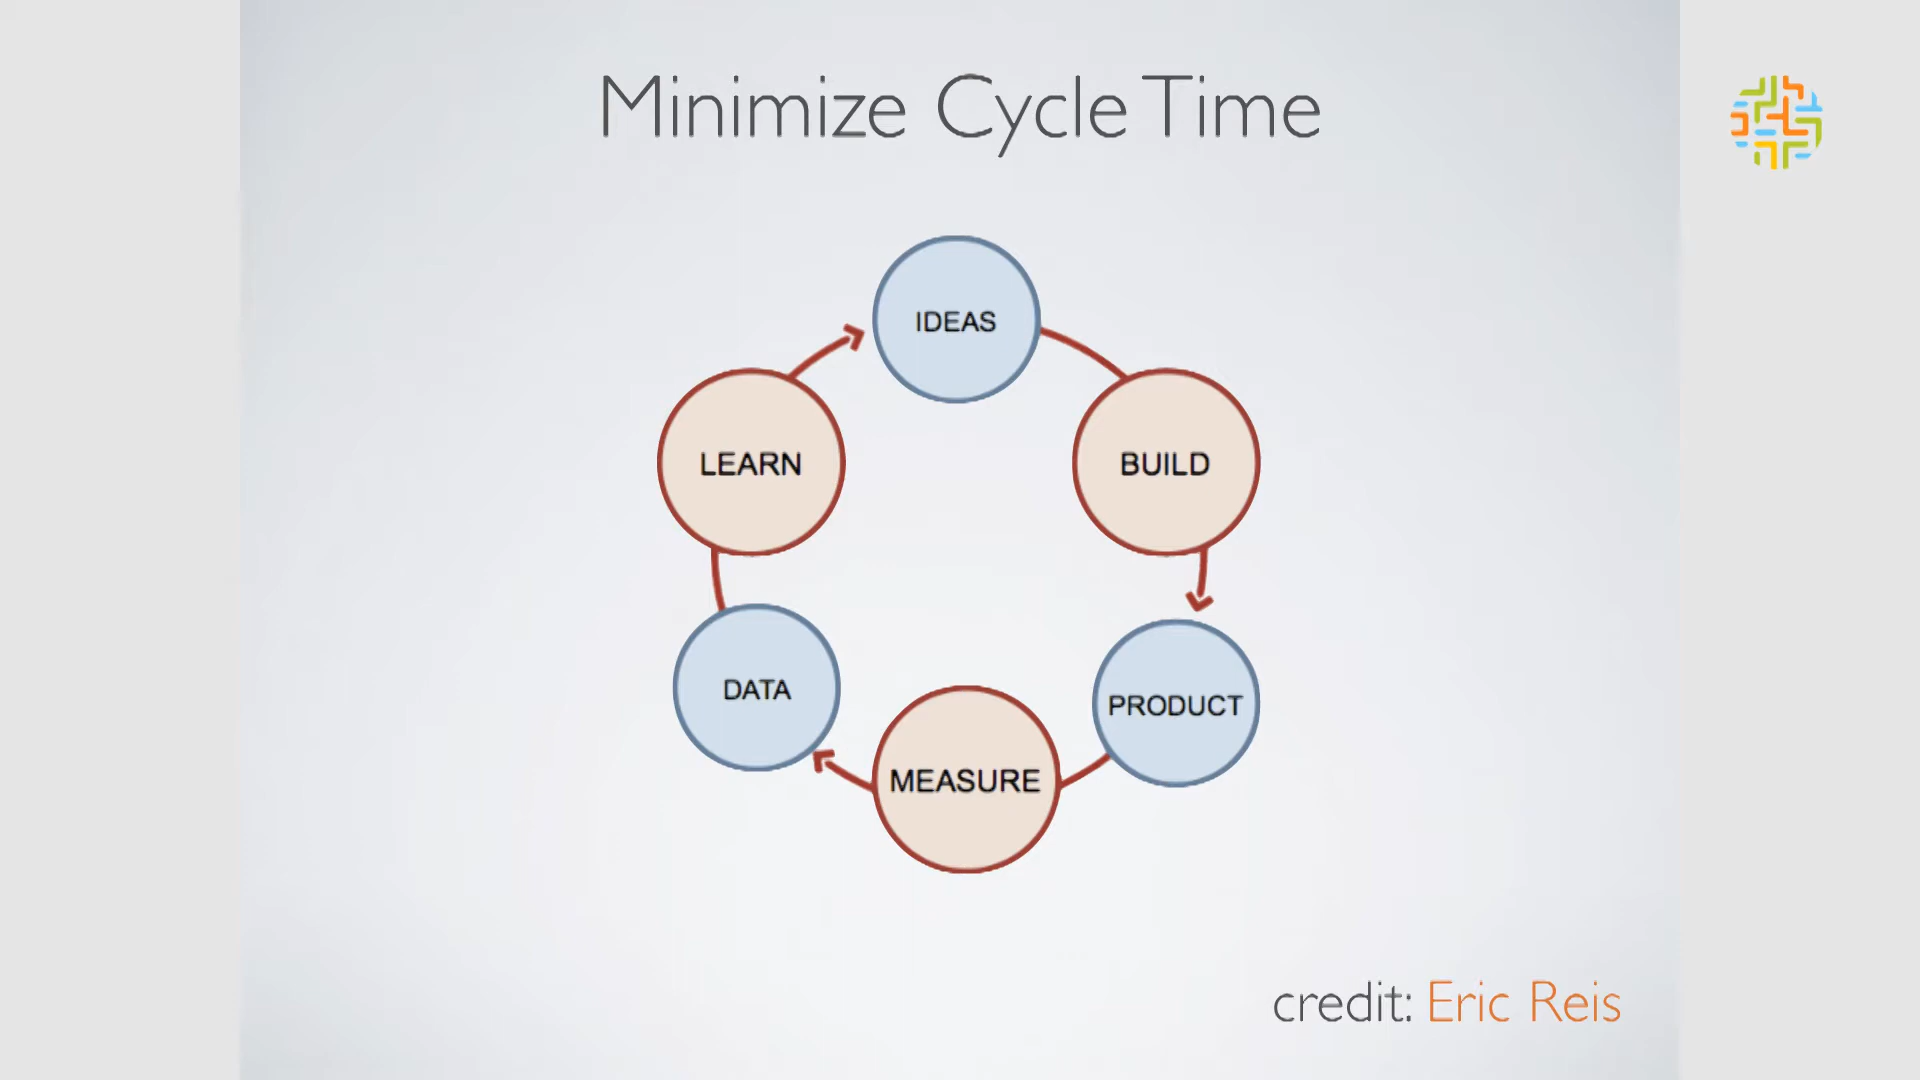 Minimize Cycle Time
IDEAS
LEARN
BUILD
DATA
PRODUCT
MEASURE
credit: Eric Reis